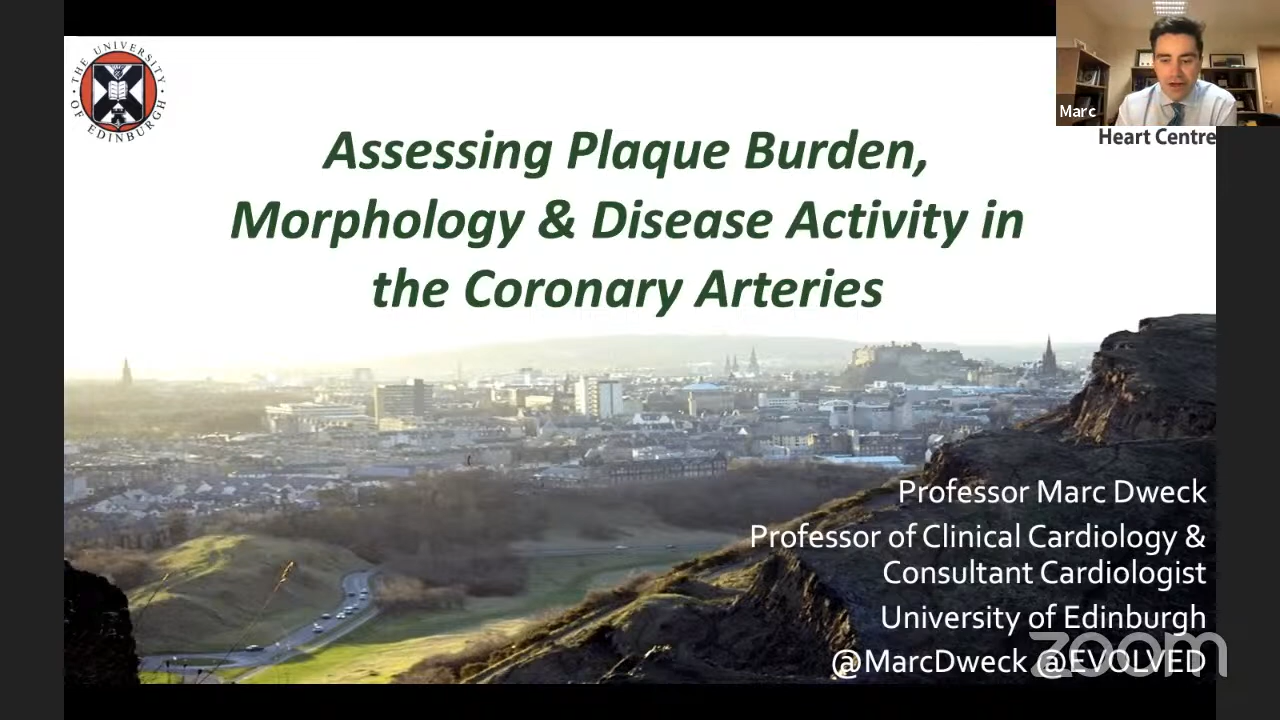 THE UNIVERSITY
OF EDINBURGH
Marc
Heart Centre
Assessing Plaque Burden,
Morphology & Disease Activity in
the Coronary Arteries
Professor Marc Dweck
Professor of Clinical Cardiology &
Consultant Cardiologist
University of Edinburgh
@MarcDweck @EVOLVED
zoom